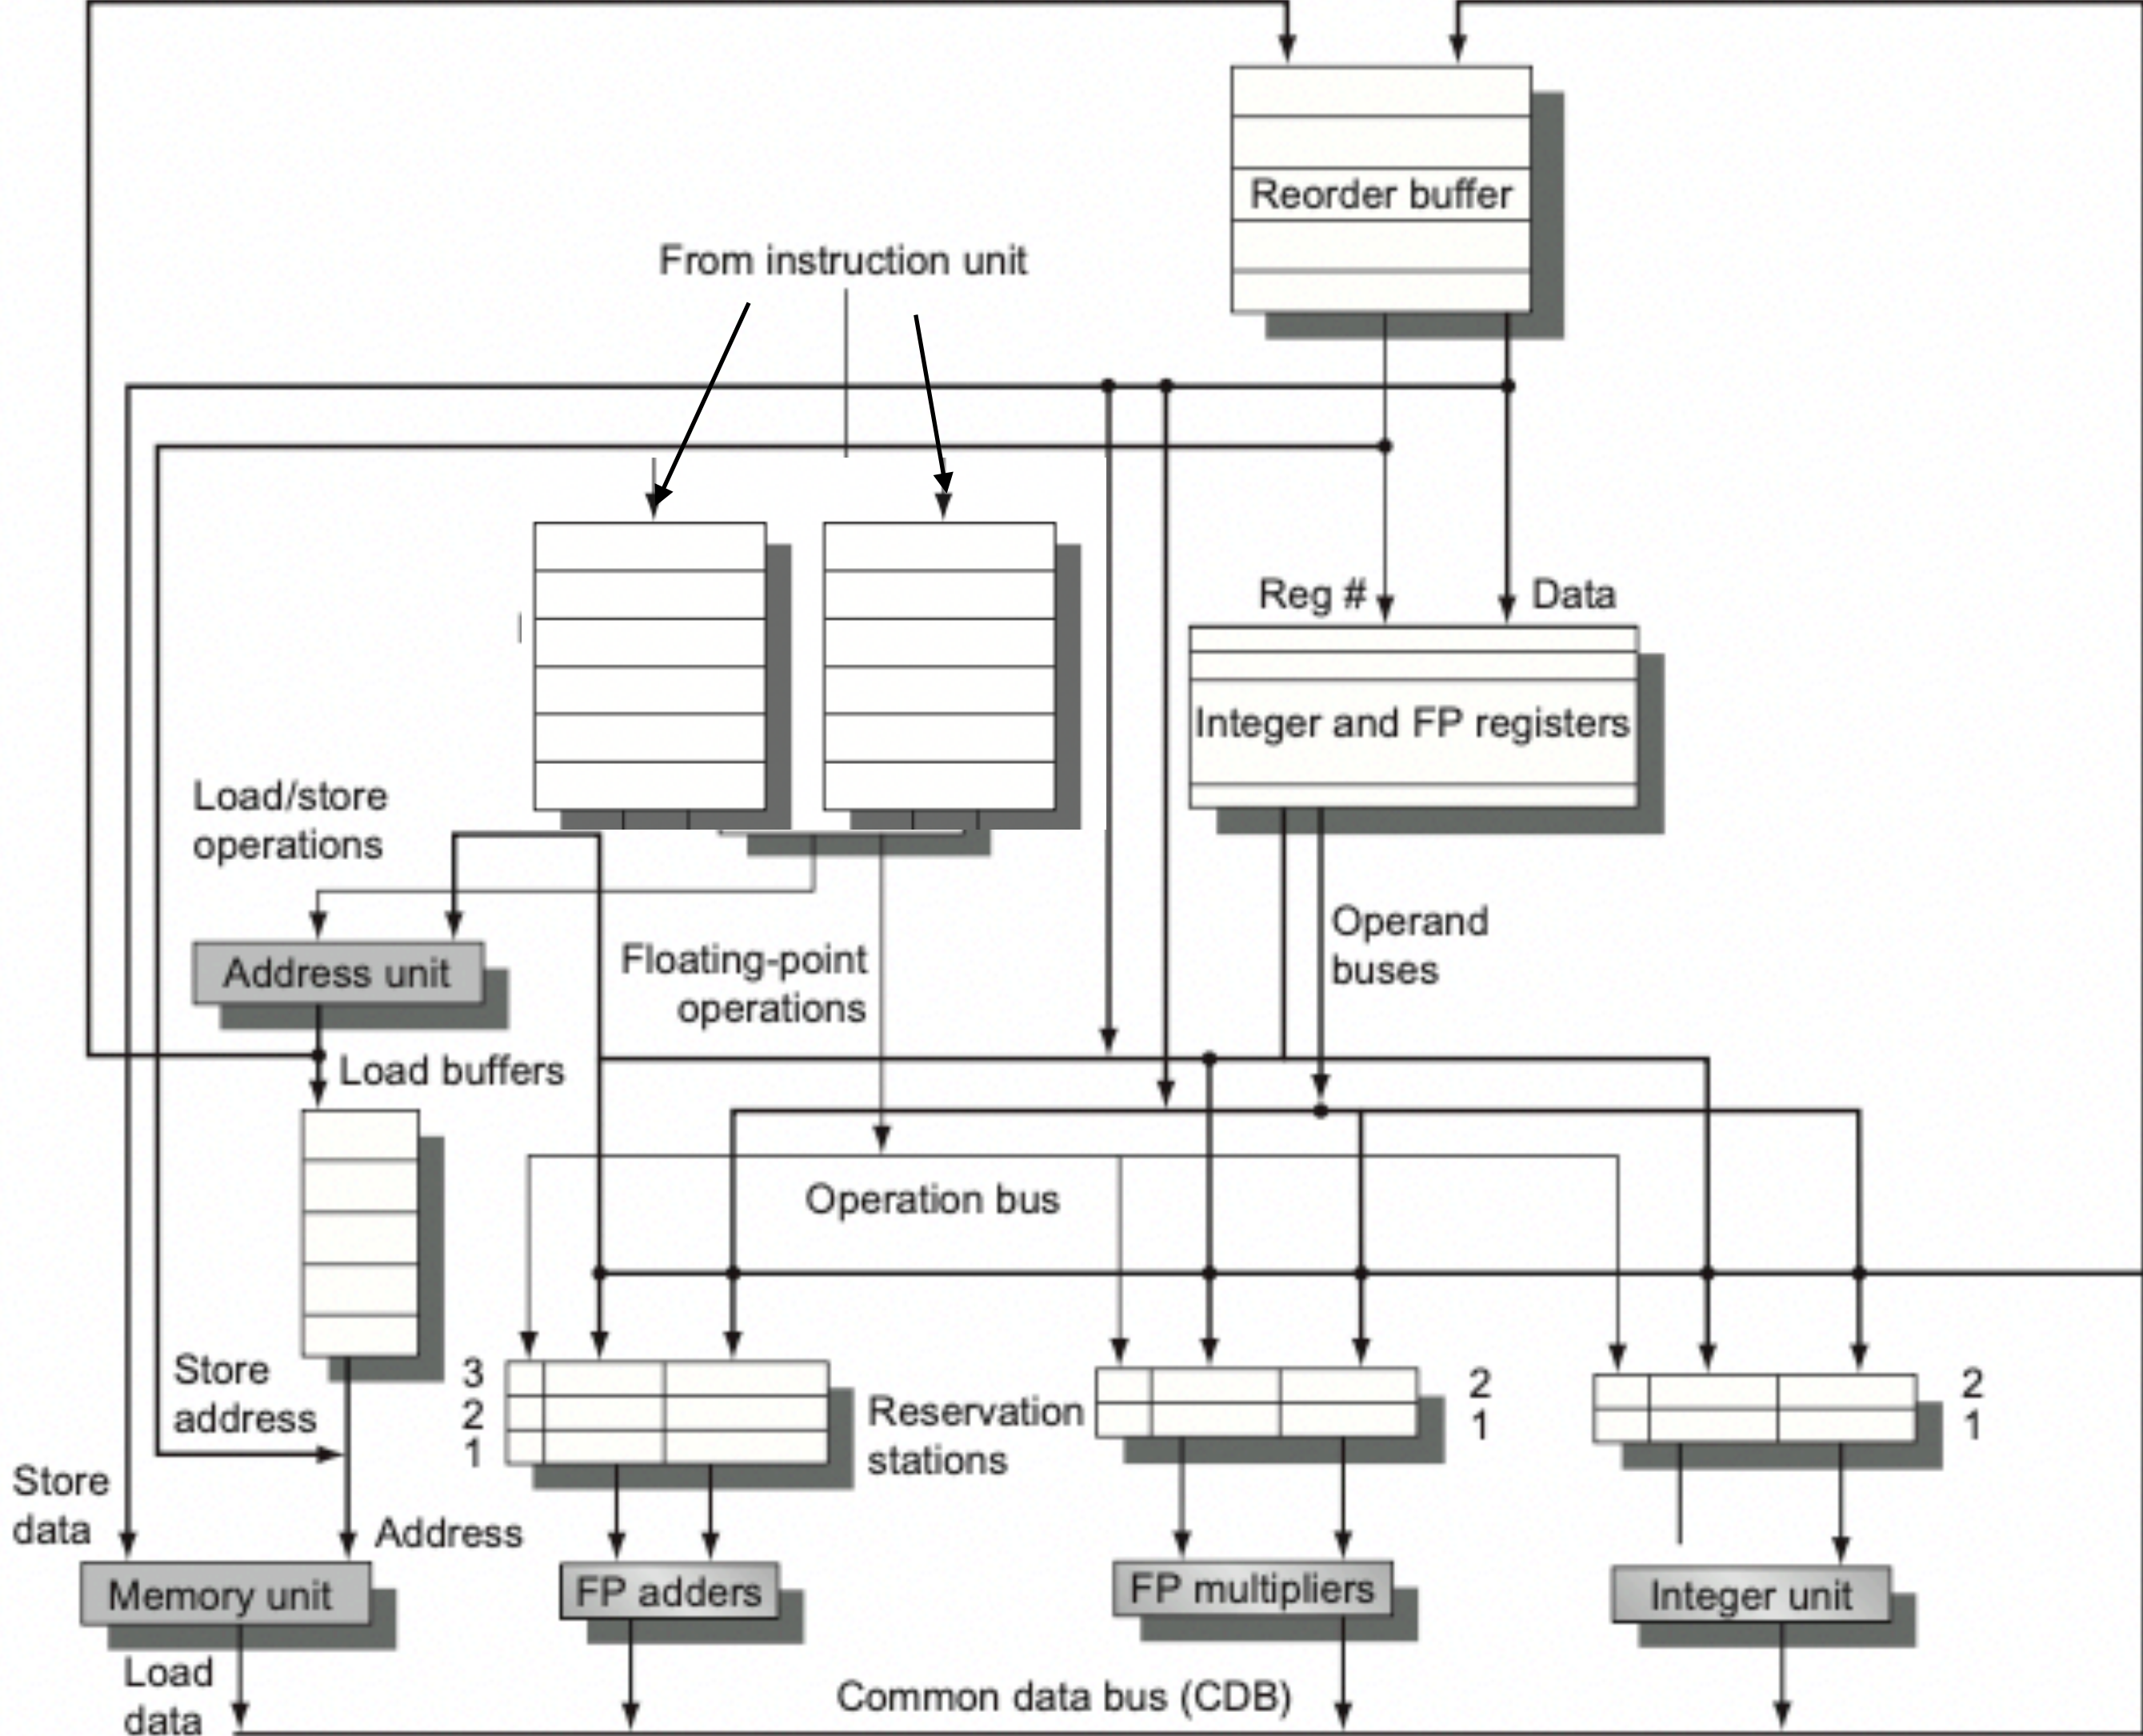 Reorder buffer
From instruction unit
Reg #
Data
Integer and FP registers
Load/store
operations
Operand
buses
Address unit
Floating-point
operations
Load buffers
Operation bus
Store
address
3
2
1
Reservation
stations
2
1
2
1
Store
data
Address
Memory unit
FP adders
FP multipliers
Integer unit
Load
data
Common data bus (CDB)